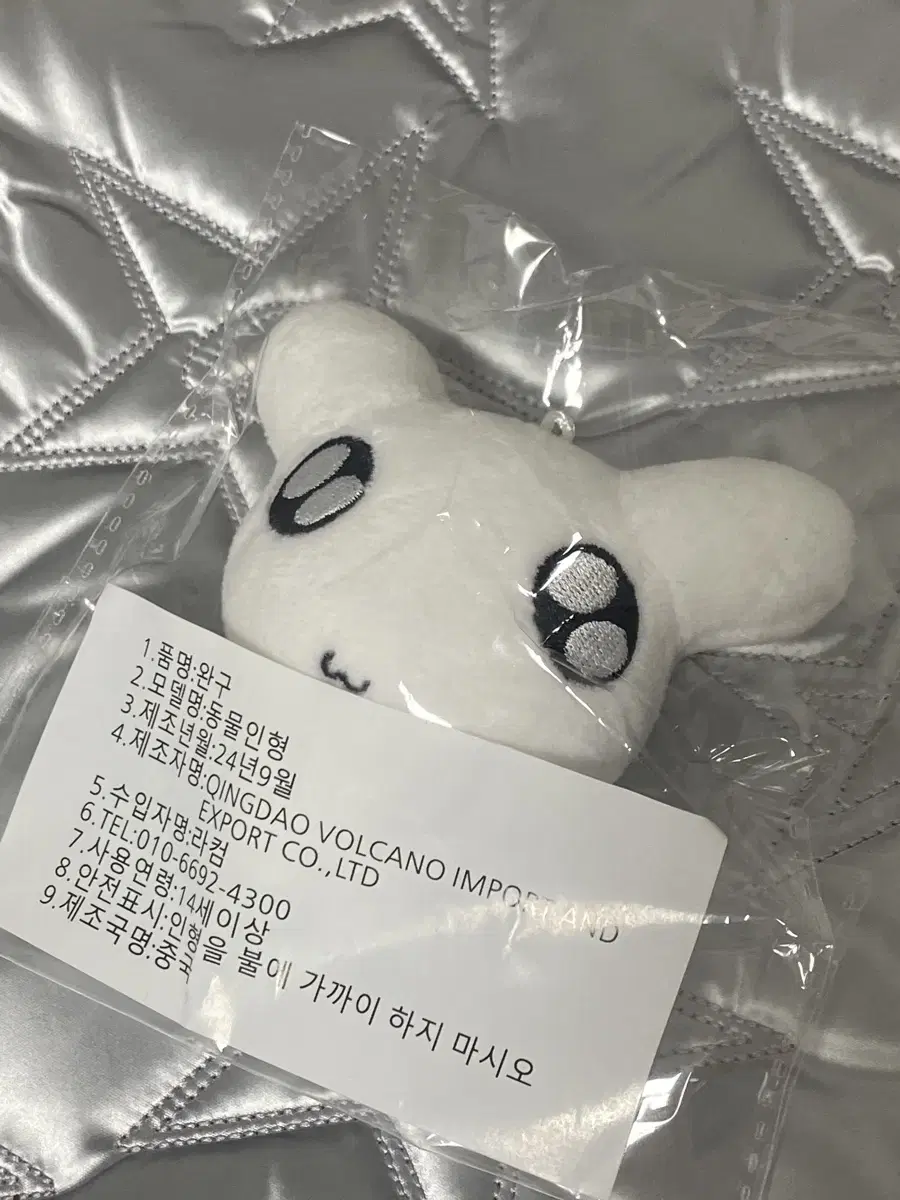 1.품명:완구
2.모델명:동물인형
3.제조년월:24년9월
4.제조자명:QINGDAO VOLCANO IMPORT AND
EXPORT CO.,LTD
5.수입자명:라컴
6.TEL:010-6692-4300
7.사용연령:14세이상
8.안전표시:인형을 불에 가까이 하지 마시오
9.제조국명:중국